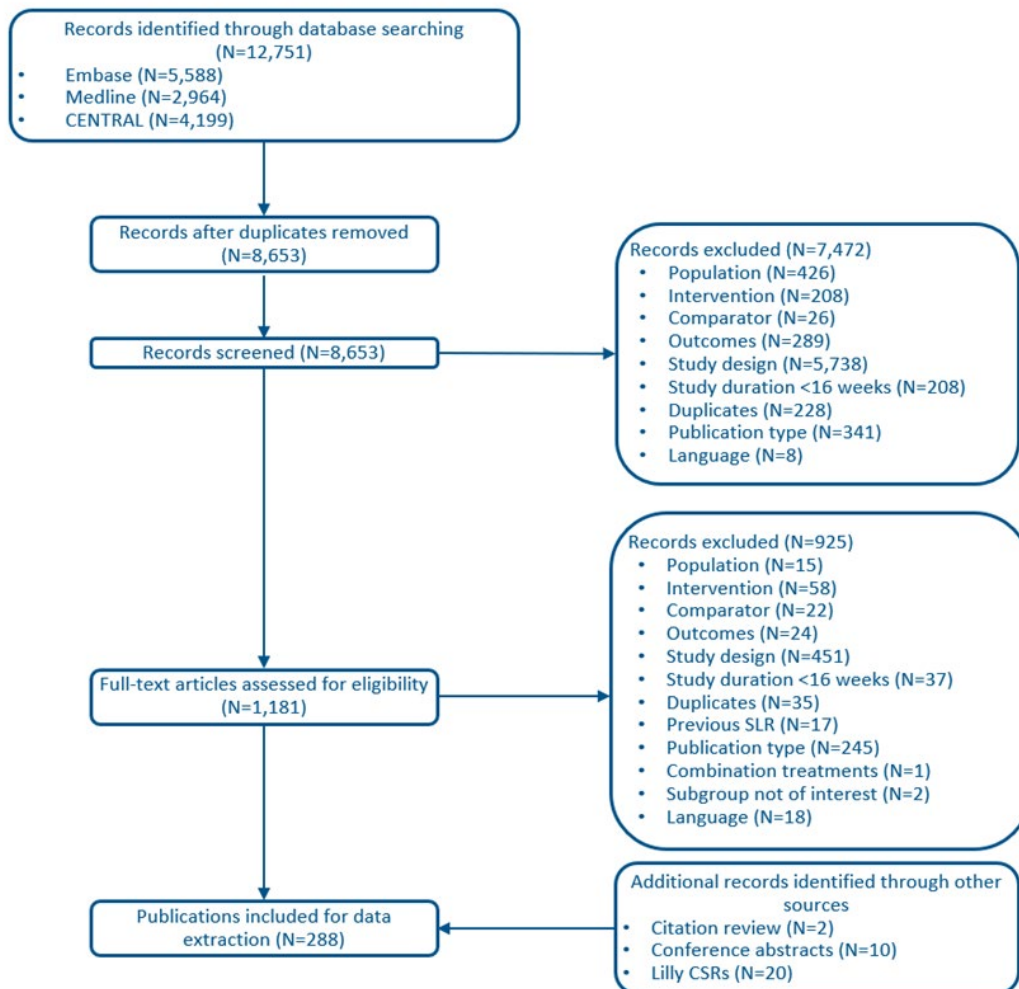 Records identified through database searching
(N=12,751)
• Embase (N=5,588)
• Medline (N=2,964)
• CENTRAL (N=4,199)
Records after duplicates removed
(N=8,653)
Records screened (N=8,653)
Records excluded (N=7,472)
• Population (N=426)
• Intervention (N=208)
• Comparator (N=26)
• Outcomes (N=289)
• Study design (N=5,738)
• Study duration <16 weeks (N=208)
• Duplicates (N=228)
• Publication type (N=341)
• Language (N=8)
Full-text articles assessed for eligibility
(N=1,181)
Records excluded (N=925)
• Population (N=15)
• Intervention (N=58)
• Comparator (N=22)
• Outcomes (N=24)
• Study design (N=451)
• Study duration <16 weeks (N=37)
• Duplicates (N=35)
• Previous SLR (N=17)
• Publication type (N=245)
• Combination treatments (N=1)
• Subgroup not of interest (N=2)
• Language (N=18)
Publications included for data
extraction (N=288)
Additional records identified through other
sources
• Citation review (N=2)
• Conference abstracts (N=10)
• Lilly CSRs (N=20)